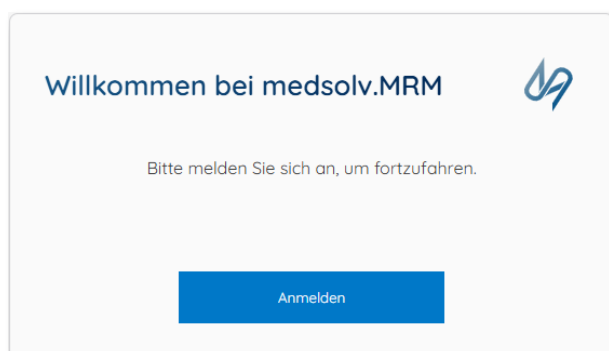 Willkommen bei medsolv.MRM
Bitte melden Sie sich an, um fortzufahren.
Anmelden